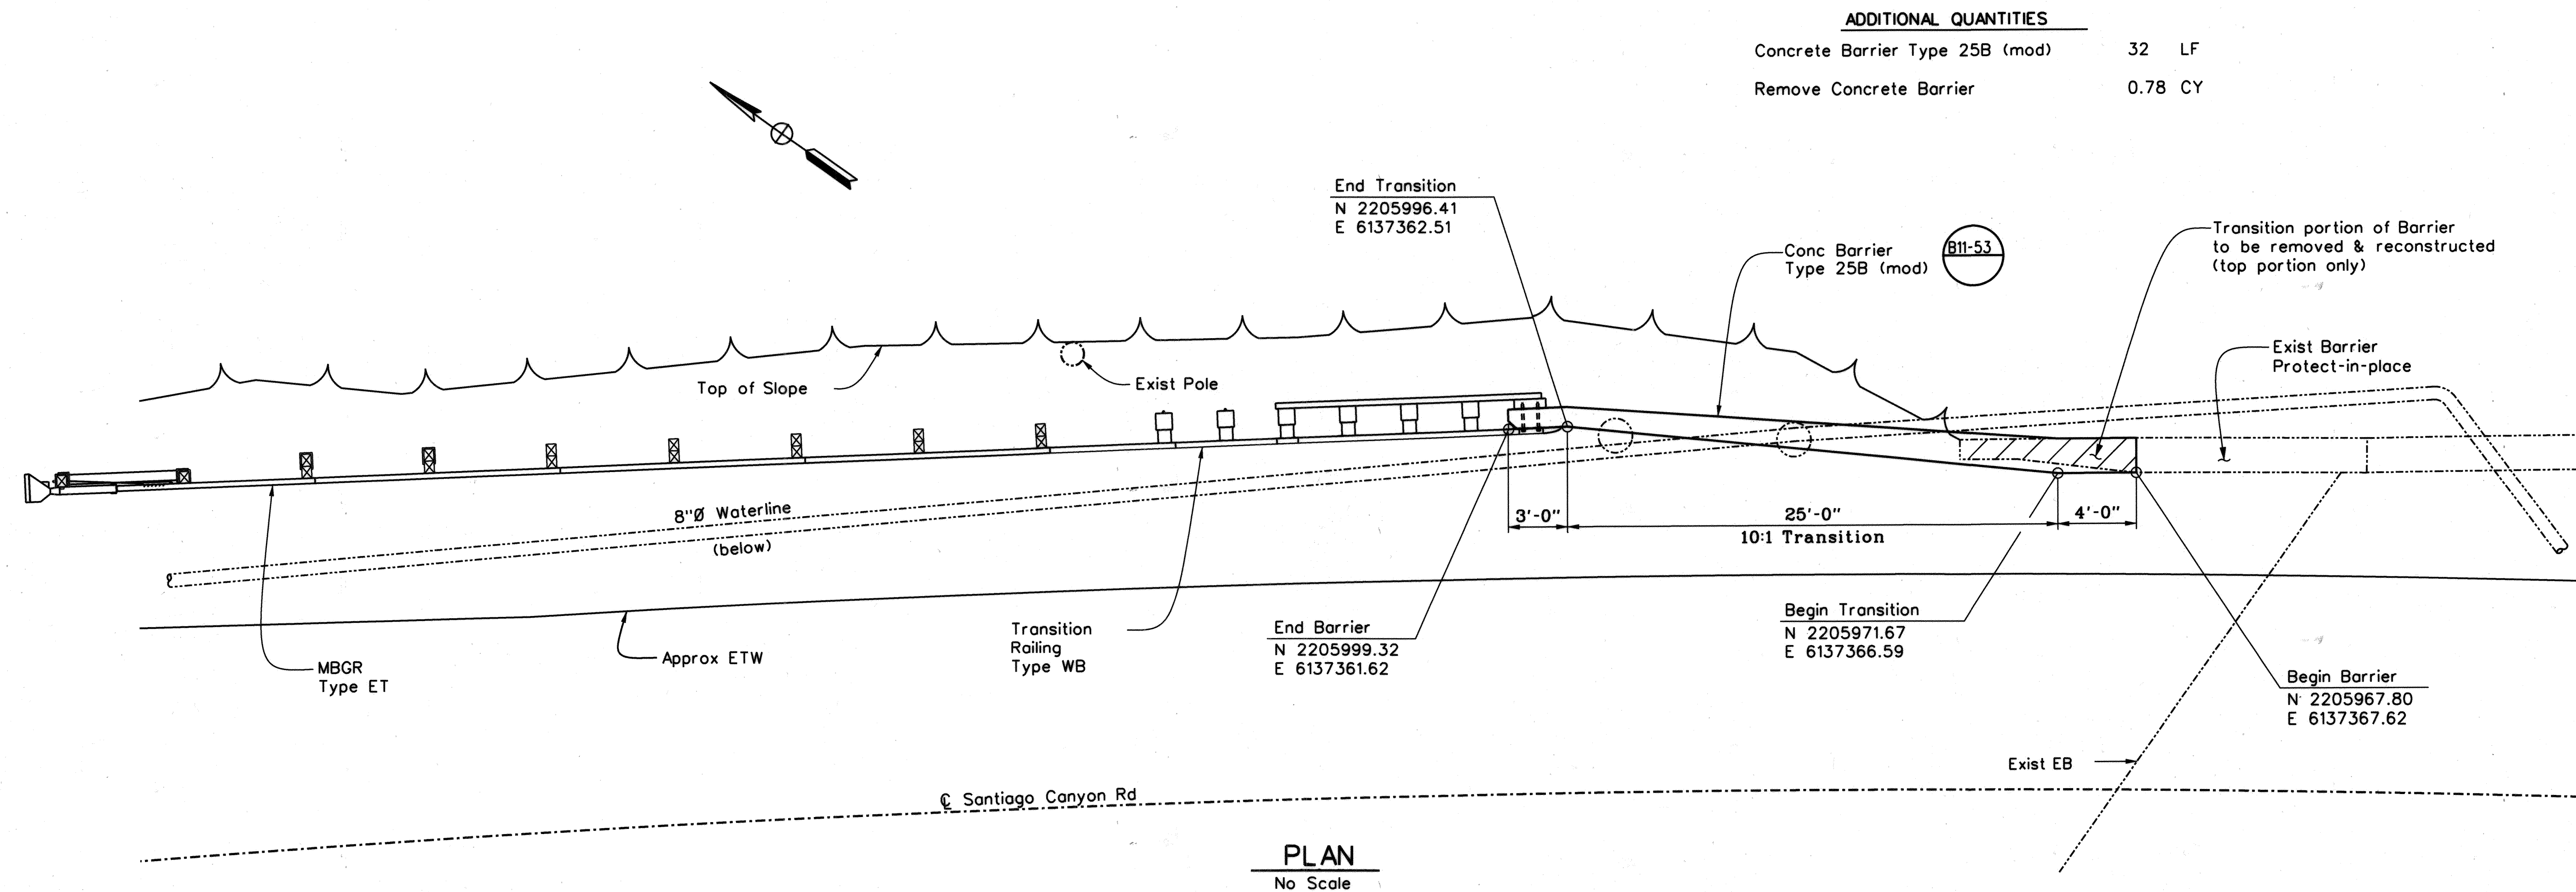 ADDITIONAL QUANTITIES
Concrete Barrier Type 25B (mod) 32 LF
Remove Concrete Barrier 0.78 CY
End Transition
N 2205996.41
E 6137362.51
Conc Barrier
Type 25B (mod)
B11-53
Transition portion of Barrier
to be removed & reconstructed
(top portion only)
Exist Barrier
Protect-in-place
Top of Slope
Exist Pole
8"Ø Waterline
(below)
3'-0"
25'-0"
4'-0"
10:1 Transition
MBGR
Type ET
Approx ETW
Transition
Railing
Type WB
End Barrier
N 2205999.32
E 6137361.62
Begin Transition
N 2205971.67
E 6137366.59
Begin Barrier
N 2205967.80
E 6137367.62
Exist EB
℄ Santiago Canyon Rd
PLAN
No Scale